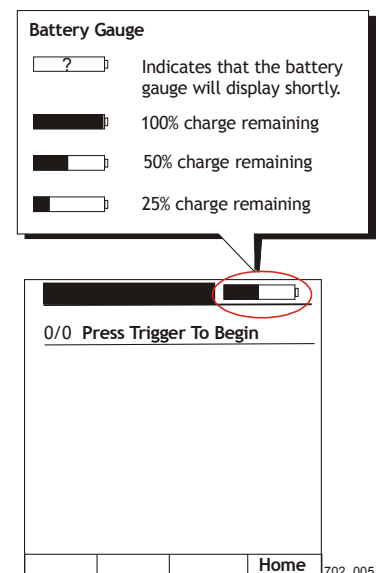 Battery Gauge
?
Indicates that the battery
gauge will display shortly.
100% charge remaining
50% charge remaining
25% charge remaining
0/0 Press Trigger To Begin
Home
702_005